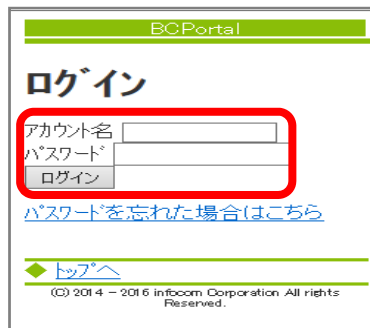 BCPortal
ログイン
アカウント名
パスワード
ログイン
パスワードを忘れた場合はこちら
◆ トップへ
(C) 2014 - 2016 infocom Corporation All rights
Reserved.